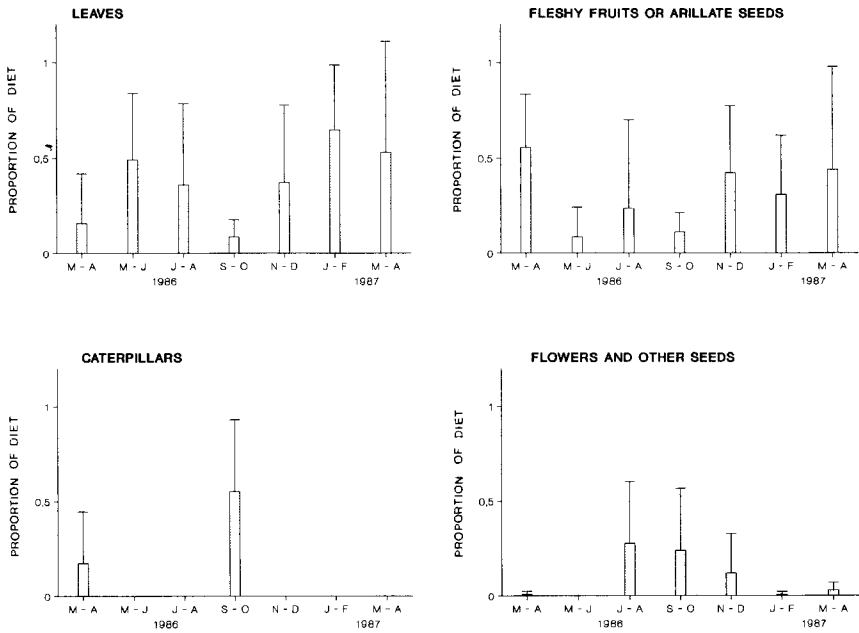 LEAVES
PROPORTION OF DIET
1
0,5
0
M - A M - J J - A S - O N - D J - F M - A
1986 1987
FLESHY FRUITS OR ARILLATE SEEDS
PROPORTION OF DIET
1
0.5
0
M - A M - J J - A S - O N - D J - F M - A
1986 1987
CATERPILLARS
PROPORTION OF DIET
1
0.5
0
M - A M - J J - A S - O N - D J - F M - A
1986 1987
FLOWERS AND OTHER SEEDS
PROPORTION OF DIET
1
0,5
0
M - A M - J J - A S - O N - D J - F M - A
1986 1987